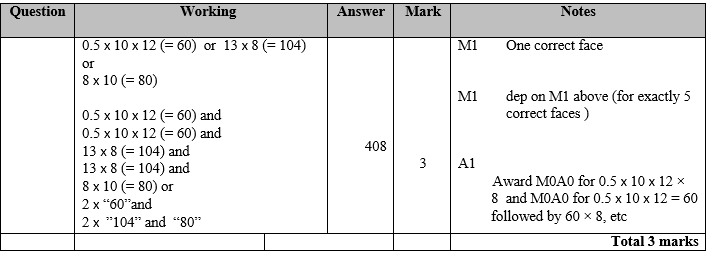 Question Working Answer Mark Notes
0.5 x 10 x 12 (= 60) or 13 x 8 (= 104)
or
8 x 10 (= 80)
0.5 x 10 x 12 (= 60) and
0.5 x 10 x 12 (= 60) and
13 x 8 (= 104) and
13 x 8 (= 104) and
8 x 10 (= 80) or
2 x “60”and
2 x ”104” and “80”
408
3
M1 One correct face
M1 dep on M1 above (for exactly 5
correct faces )
A1
Award M0A0 for 0.5 x 10 x 12 ×
8 and M0A0 for 0.5 x 10 x 12 = 60
followed by 60 × 8, etc
Total 3 marks